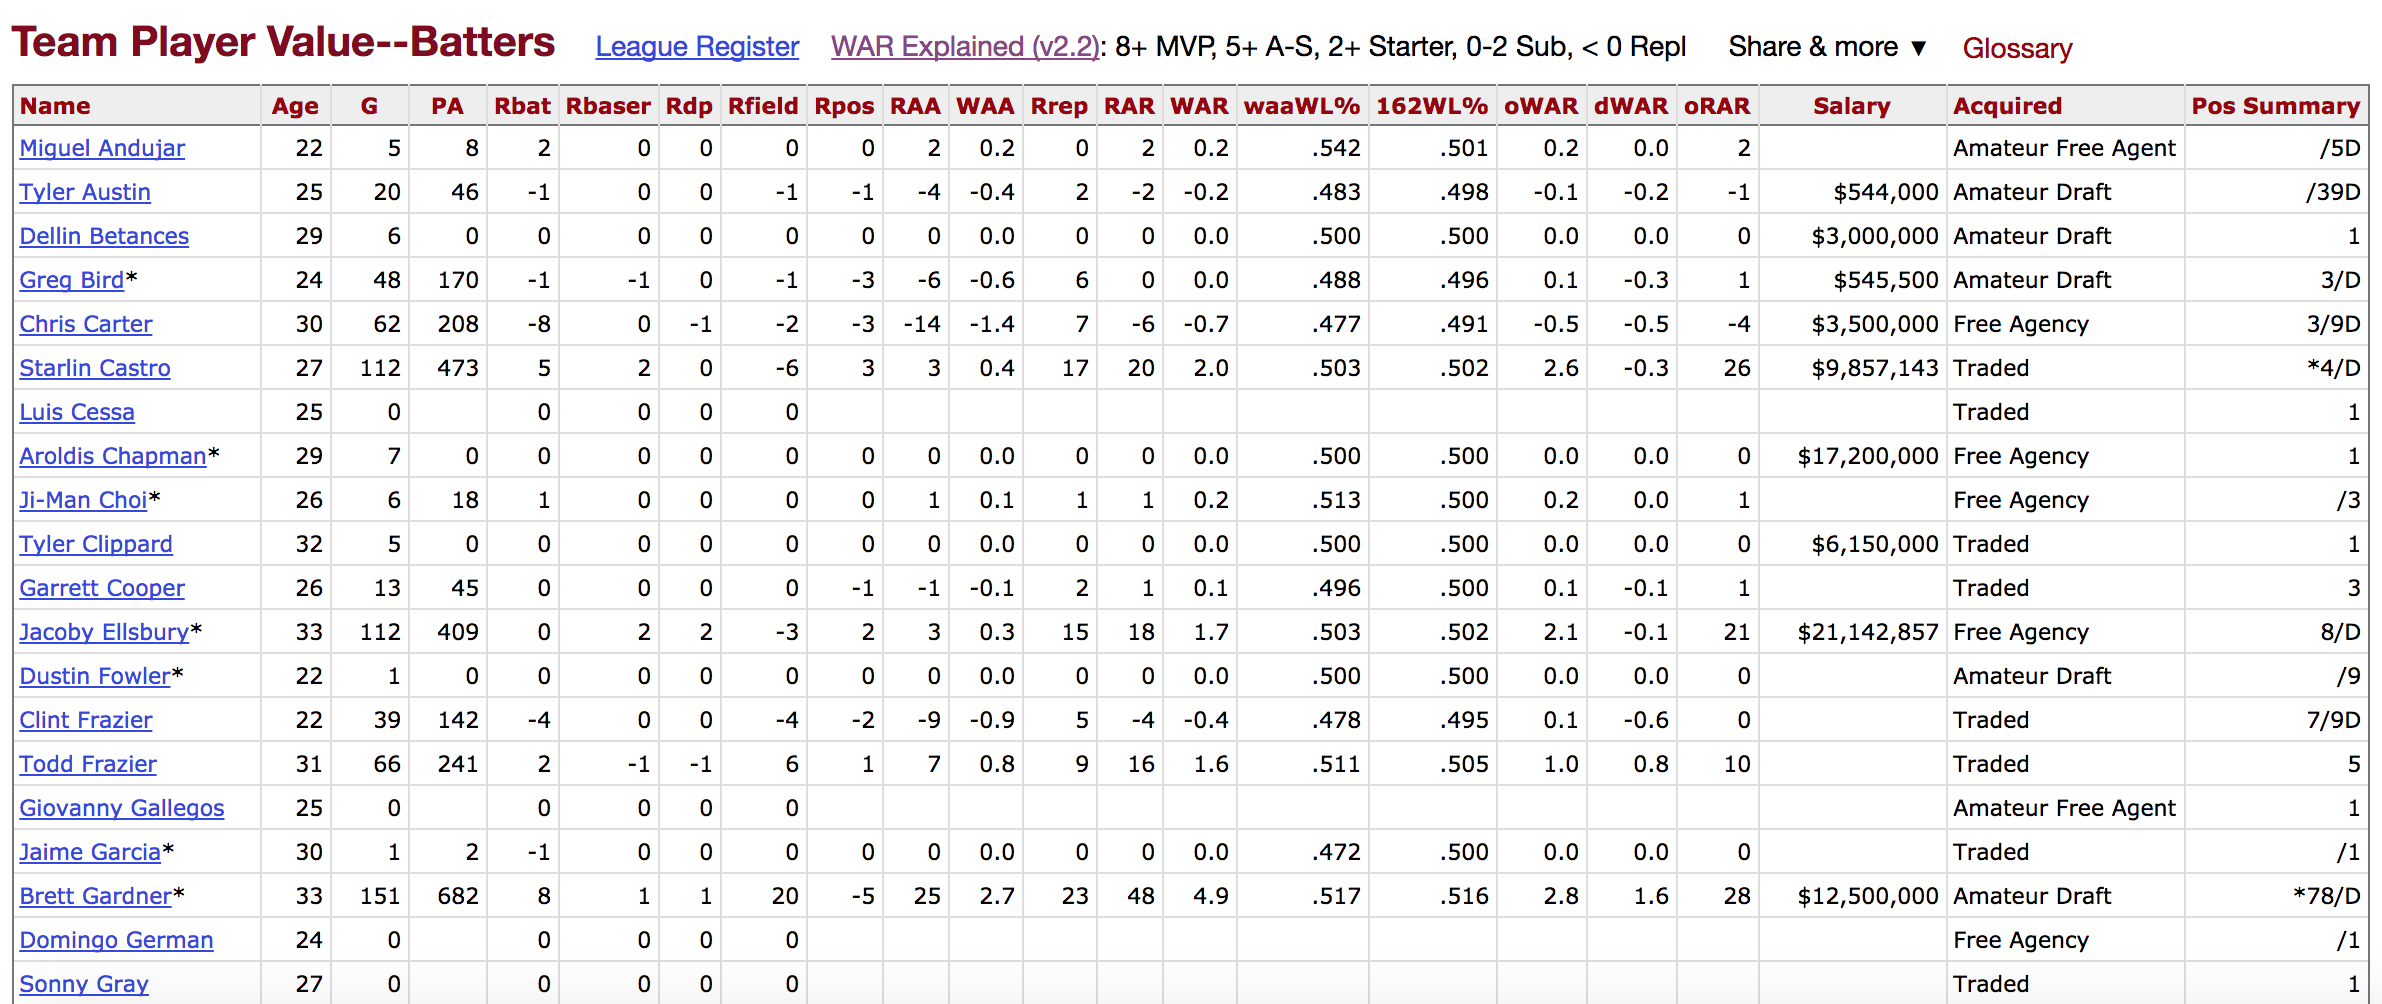 Team Player Value--Batters League Register WAR Explained (v2.2): 8+ MVP, 5+ A-S, 2+ Starter, 0-2 Sub, < 0 Repl Share & more ▼ Glossary
Name Age G PA Rbat Rbaser Rdp Rfield Rpos RAA WAA Rrep RAR WAR waaWL% 162WL% oWAR dWAR oRAR Salary Acquired Pos Summary
Miguel Andujar 22 5 8 2 0 0 0 0 2 0.2 0 2 0.2 .542 .501 0.2 0.0 2 Amateur Free Agent /5D
Tyler Austin 25 20 46 -1 0 0 -1 -1 -4 -0.4 2 -2 -0.2 .483 .498 -0.1 -0.2 -1 $544,000 Amateur Draft /39D
Dellin Betances 29 6 0 0 0 0 0 0 0 0.0 0 0 0.0 .500 .500 0.0 0.0 0 $3,000,000 Amateur Draft 1
Greg Bird* 24 48 170 -1 -1 0 -1 -3 -6 -0.6 6 0 0.0 .488 .496 0.1 -0.3 1 $545,500 Amateur Draft 3/D
Chris Carter 30 62 208 -8 0 -1 -2 -3 -14 -1.4 7 -6 -0.7 .477 .491 -0.5 -0.5 -4 $3,500,000 Free Agency 3/9D
Starlin Castro 27 112 473 5 2 0 -6 3 3 0.4 17 20 2.0 .503 .502 2.6 -0.3 26 $9,857,143 Traded *4/D
Luis Cessa 25 0 0 0 0 0 Traded 1
Aroldis Chapman* 29 7 0 0 0 0 0 0 0 0.0 0 0 0.0 .500 .500 0.0 0.0 0 $17,200,000 Free Agency 1
Ji-Man Choi* 26 6 18 1 0 0 0 0 1 0.1 1 1 0.2 .513 .500 0.2 0.0 1 Free Agency /3
Tyler Clippard 32 5 0 0 0 0 0 0 0 0.0 0 0 0.0 .500 .500 0.0 0.0 0 $6,150,000 Traded 1
Garrett Cooper 26 13 45 0 0 0 0 -1 -1 -0.1 2 1 0.1 .496 .500 0.1 -0.1 1 Traded 3
Jacoby Ellsbury* 33 112 409 0 2 2 -3 2 3 0.3 15 18 1.7 .503 .502 2.1 -0.1 21 $21,142,857 Free Agency 8/D
Dustin Fowler* 22 1 0 0 0 0 0 0 0 0.0 0 0 0.0 .500 .500 0.0 0.0 0 Amateur Draft /9
Clint Frazier 22 39 142 -4 0 0 -4 -2 -9 -0.9 5 -4 -0.4 .478 .495 0.1 -0.6 0 Traded 7/9D
Todd Frazier 31 66 241 2 -1 -1 6 1 7 0.8 9 16 1.6 .511 .505 1.0 0.8 10 Traded 5
Giovanny Gallegos 25 0 0 0 0 0 Amateur Free Agent 1
Jaime Garcia* 30 1 2 -1 0 0 0 0 0 0.0 0 0 0.0 .472 .500 0.0 0.0 0 Traded /1
Brett Gardner* 33 151 682 8 1 1 20 -5 25 2.7 23 48 4.9 .517 .516 2.8 1.6 28 $12,500,000 Amateur Draft *78/D
Domingo German 24 0 0 0 0 0 Free Agency /1
Sonny Gray 27 0 0 0 0 0 Traded 1